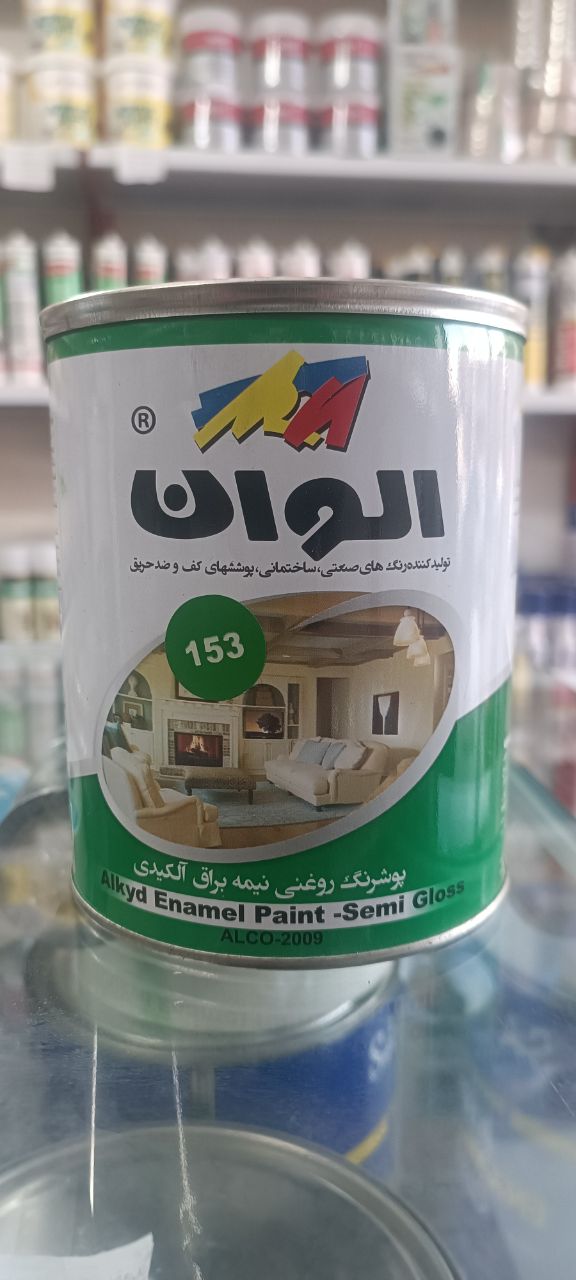 ®
الوان
تولیدکننده رنگ های صنعتی، ساختمانی، پوششهای کف و ضد حریق
153
پوشرنگ روغنی نیمه براق آلکیدی
Alkyd Enamel Paint -Semi Gloss
ALCO-2009